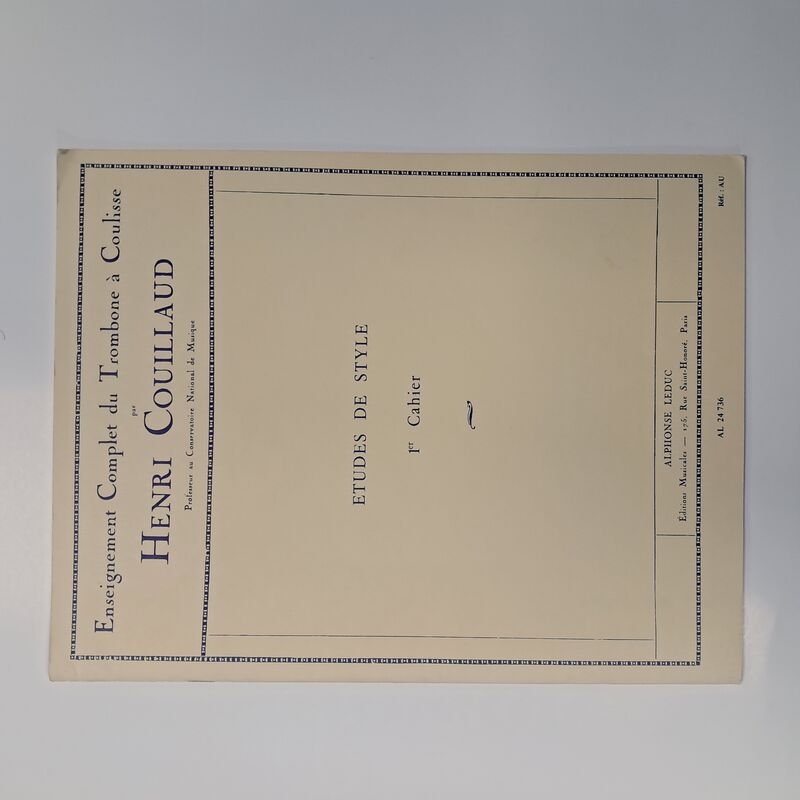 Enseignement Complet du Trombone à Coulisse
par
HENRI COUILLAUD
Professeur au Conservatoire National de Musique
ETUDES DE STYLE
1er Cahier
ALPHONSE LEDUC
Éditions Musicales — 175, Rue Saint-Honoré, Paris
AL 24 736
Réf. : AU